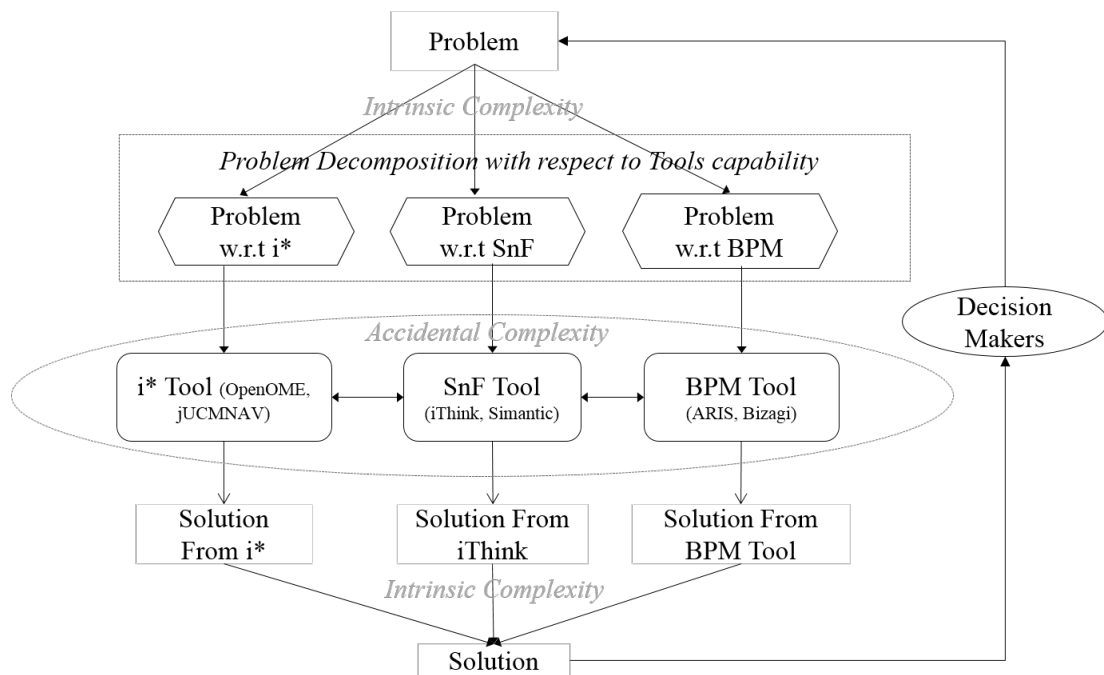 Problem
Intrinsic Complexity
Problem Decomposition with respect to Tools capability
Problem
w.r.t i*
Problem
w.r.t SnF
Problem
w.r.t BPM
Decision
Makers
Accidental Complexity
i* Tool (OpenOME,
jUCMNAV)
SnF Tool
(iThink, Simantic)
BPM Tool
(ARIS, Bizagi)
Solution
From i*
Solution From
iThink
Solution From
BPM Tool
Intrinsic Complexity
Solution